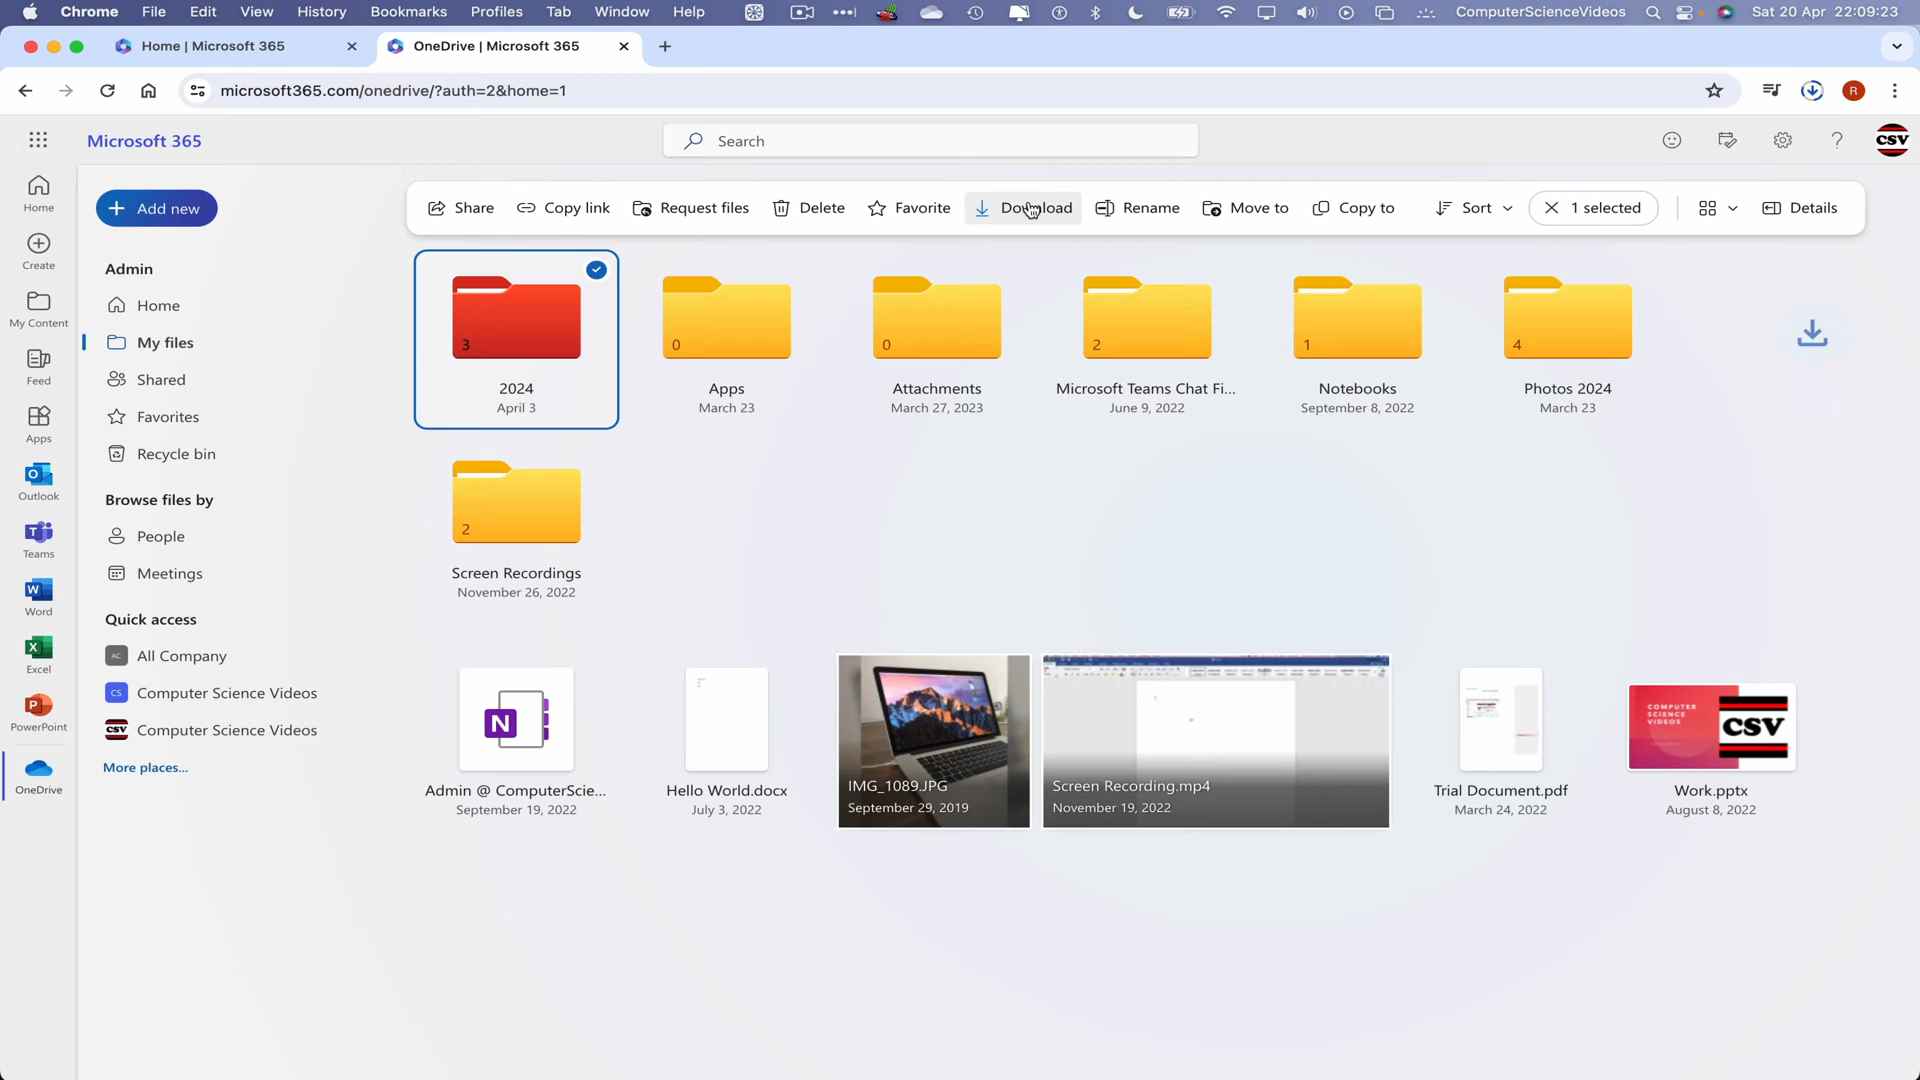 Chrome File Edit View History Bookmarks Profiles Tab Window Help ComputerScienceVideos Sat 20 Apr 22:09:23
Home | Microsoft 365 OneDrive | Microsoft 365
microsoft365.com/onedrive/?auth=2&home=1 R
Microsoft 365 Search CSV
Home
Create
My Content
Feed
Apps
Outlook
Teams
Word
Excel
PowerPoint
OneDrive
Add new
Admin
Home
My files
Shared
Favorites
Recycle bin
Browse files by
People
Meetings
Quick access
AC All Company
CS Computer Science Videos
CSV Computer Science Videos
More places...
Share Copy link Request files Delete Favorite Download Rename Move to Copy to Sort 1 selected Details
3 0 0 2 1 4
2024 Apps Attachments Microsoft Teams Chat Fi... Notebooks Photos 2024
April 3 March 23 March 27, 2023 June 9, 2022 September 8, 2022 March 23
2
Screen Recordings
November 26, 2022
N
COMPUTER
SCIENCE
VIDEOS
CSV
Admin @ ComputerScie... Hello World.docx IMG_1089.JPG Screen Recording.mp4 Trial Document.pdf Work.pptx
September 19, 2022 July 3, 2022 September 29, 2019 November 19, 2022 March 24, 2022 August 8, 2022